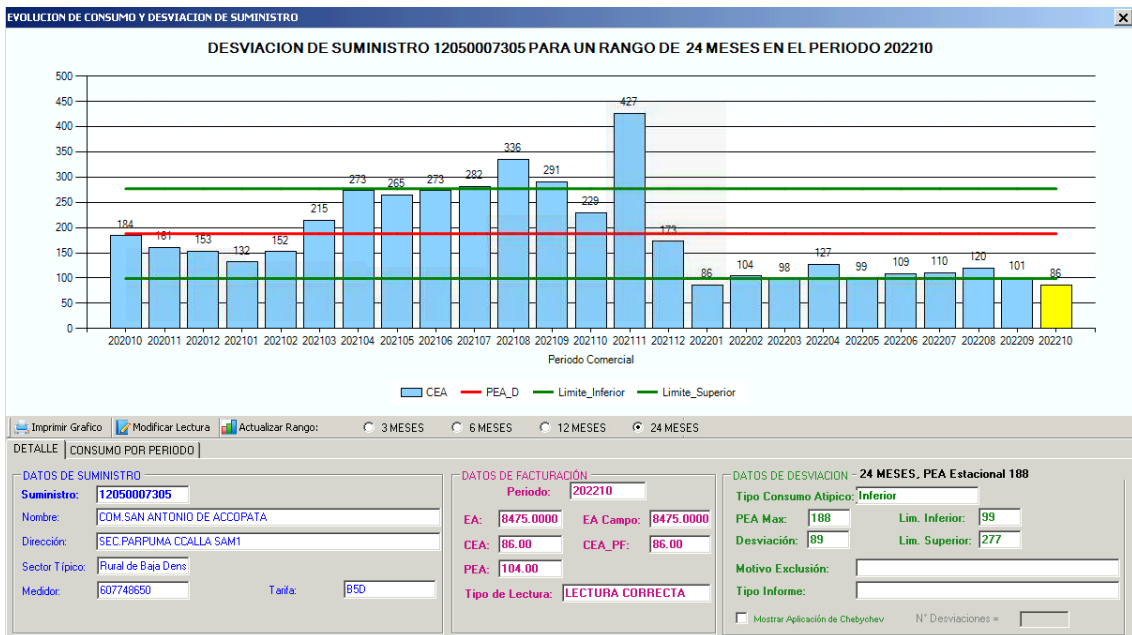 EVOLUCION DE CONSUMO Y DESVIACION DE SUMINISTRO
DESVIACION DE SUMINISTRO 12050007305 PARA UN RANGO DE 24 MESES EN EL PERIODO 202210
500
450
400
350
300
250
200
150
100
50
0
184 161 153 132 152 215 273 265 273 282 336 291 229 427 173 86 104 98 127 99 109 110 120 101 86
202010 202011 202012 202101 202102 202103 202104 202105 202106 202107 202108 202109 202110 202111 202112 202201 202202 202203 202204 202205 202206 202207 202208 202209 202210
Periodo Comercial
CEA PEA_D Limite_Inferior Limite_Superior
Imprimir Grafico Modificar Lectura Actualizar Rango: 3 MESES 6 MESES 12 MESES 24 MESES
DETALLE CONSUMO POR PERIODO
DATOS DE SUMINISTRO
Suministro: 12050007305
Nombre: COM.SAN ANTONIO DE ACCOPATA
Dirección: SEC.PARPUMA CCALLA SAM1
Sector Típico: Rural de Baja Dens
Medidor: 607748650 Tarifa: B5D
DATOS DE FACTURACIÓN
Periodo: 202210
EA: 8475.0000 EA Campo: 8475.0000
CEA: 86.00 CEA_PF: 86.00
PEA: 104.00
Tipo de Lectura: LECTURA CORRECTA
DATOS DE DESVIACION - 24 MESES, PEA Estacional 188
Tipo Consumo Atipico: Inferior
PEA Max: 188 Lim. Inferior: 99
Desviación: 89 Lim. Superior: 277
Motivo Exclusión:
Tipo Informe:
Mostrar Aplicación de Chebychev N° Desviaciones =